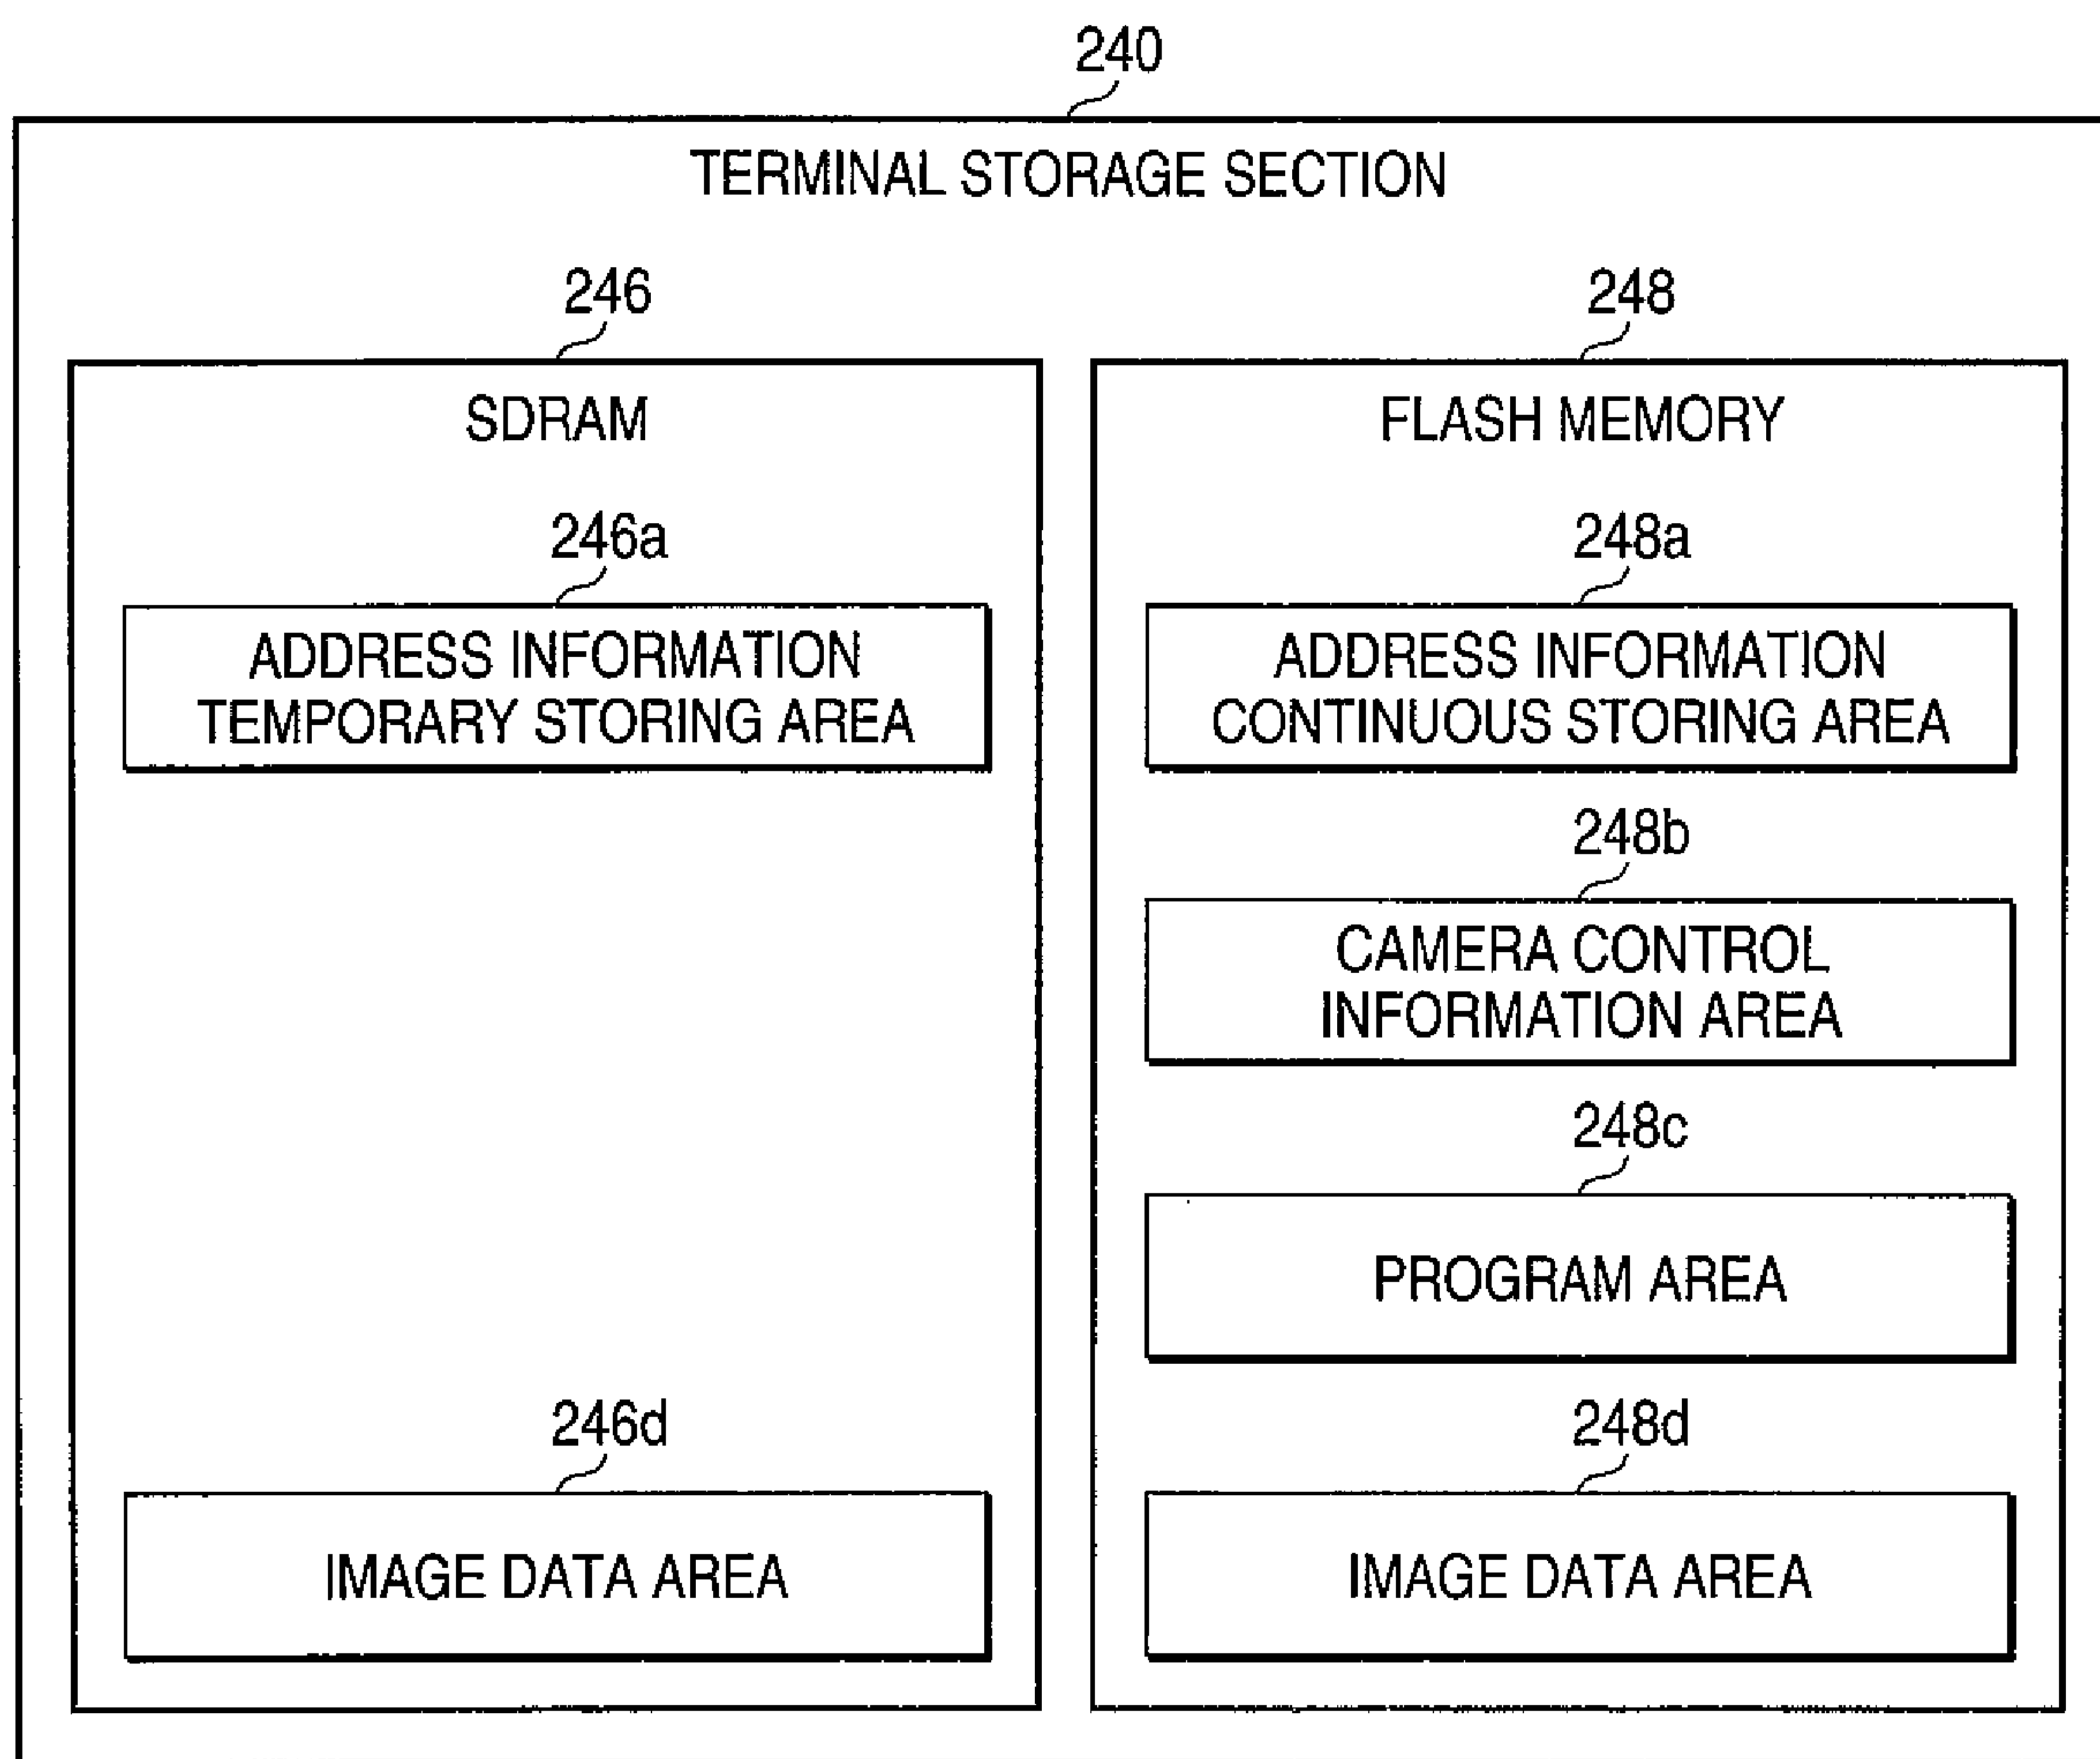 240
TERMINAL STORAGE SECTION
246
SDRAM
246a
ADDRESS INFORMATION
TEMPORARY STORING AREA
246d
IMAGE DATA AREA
248
FLASH MEMORY
248a
ADDRESS INFORMATION
CONTINUOUS STORING AREA
248b
CAMERA CONTROL
INFORMATION AREA
248c
PROGRAM AREA
248d
IMAGE DATA AREA